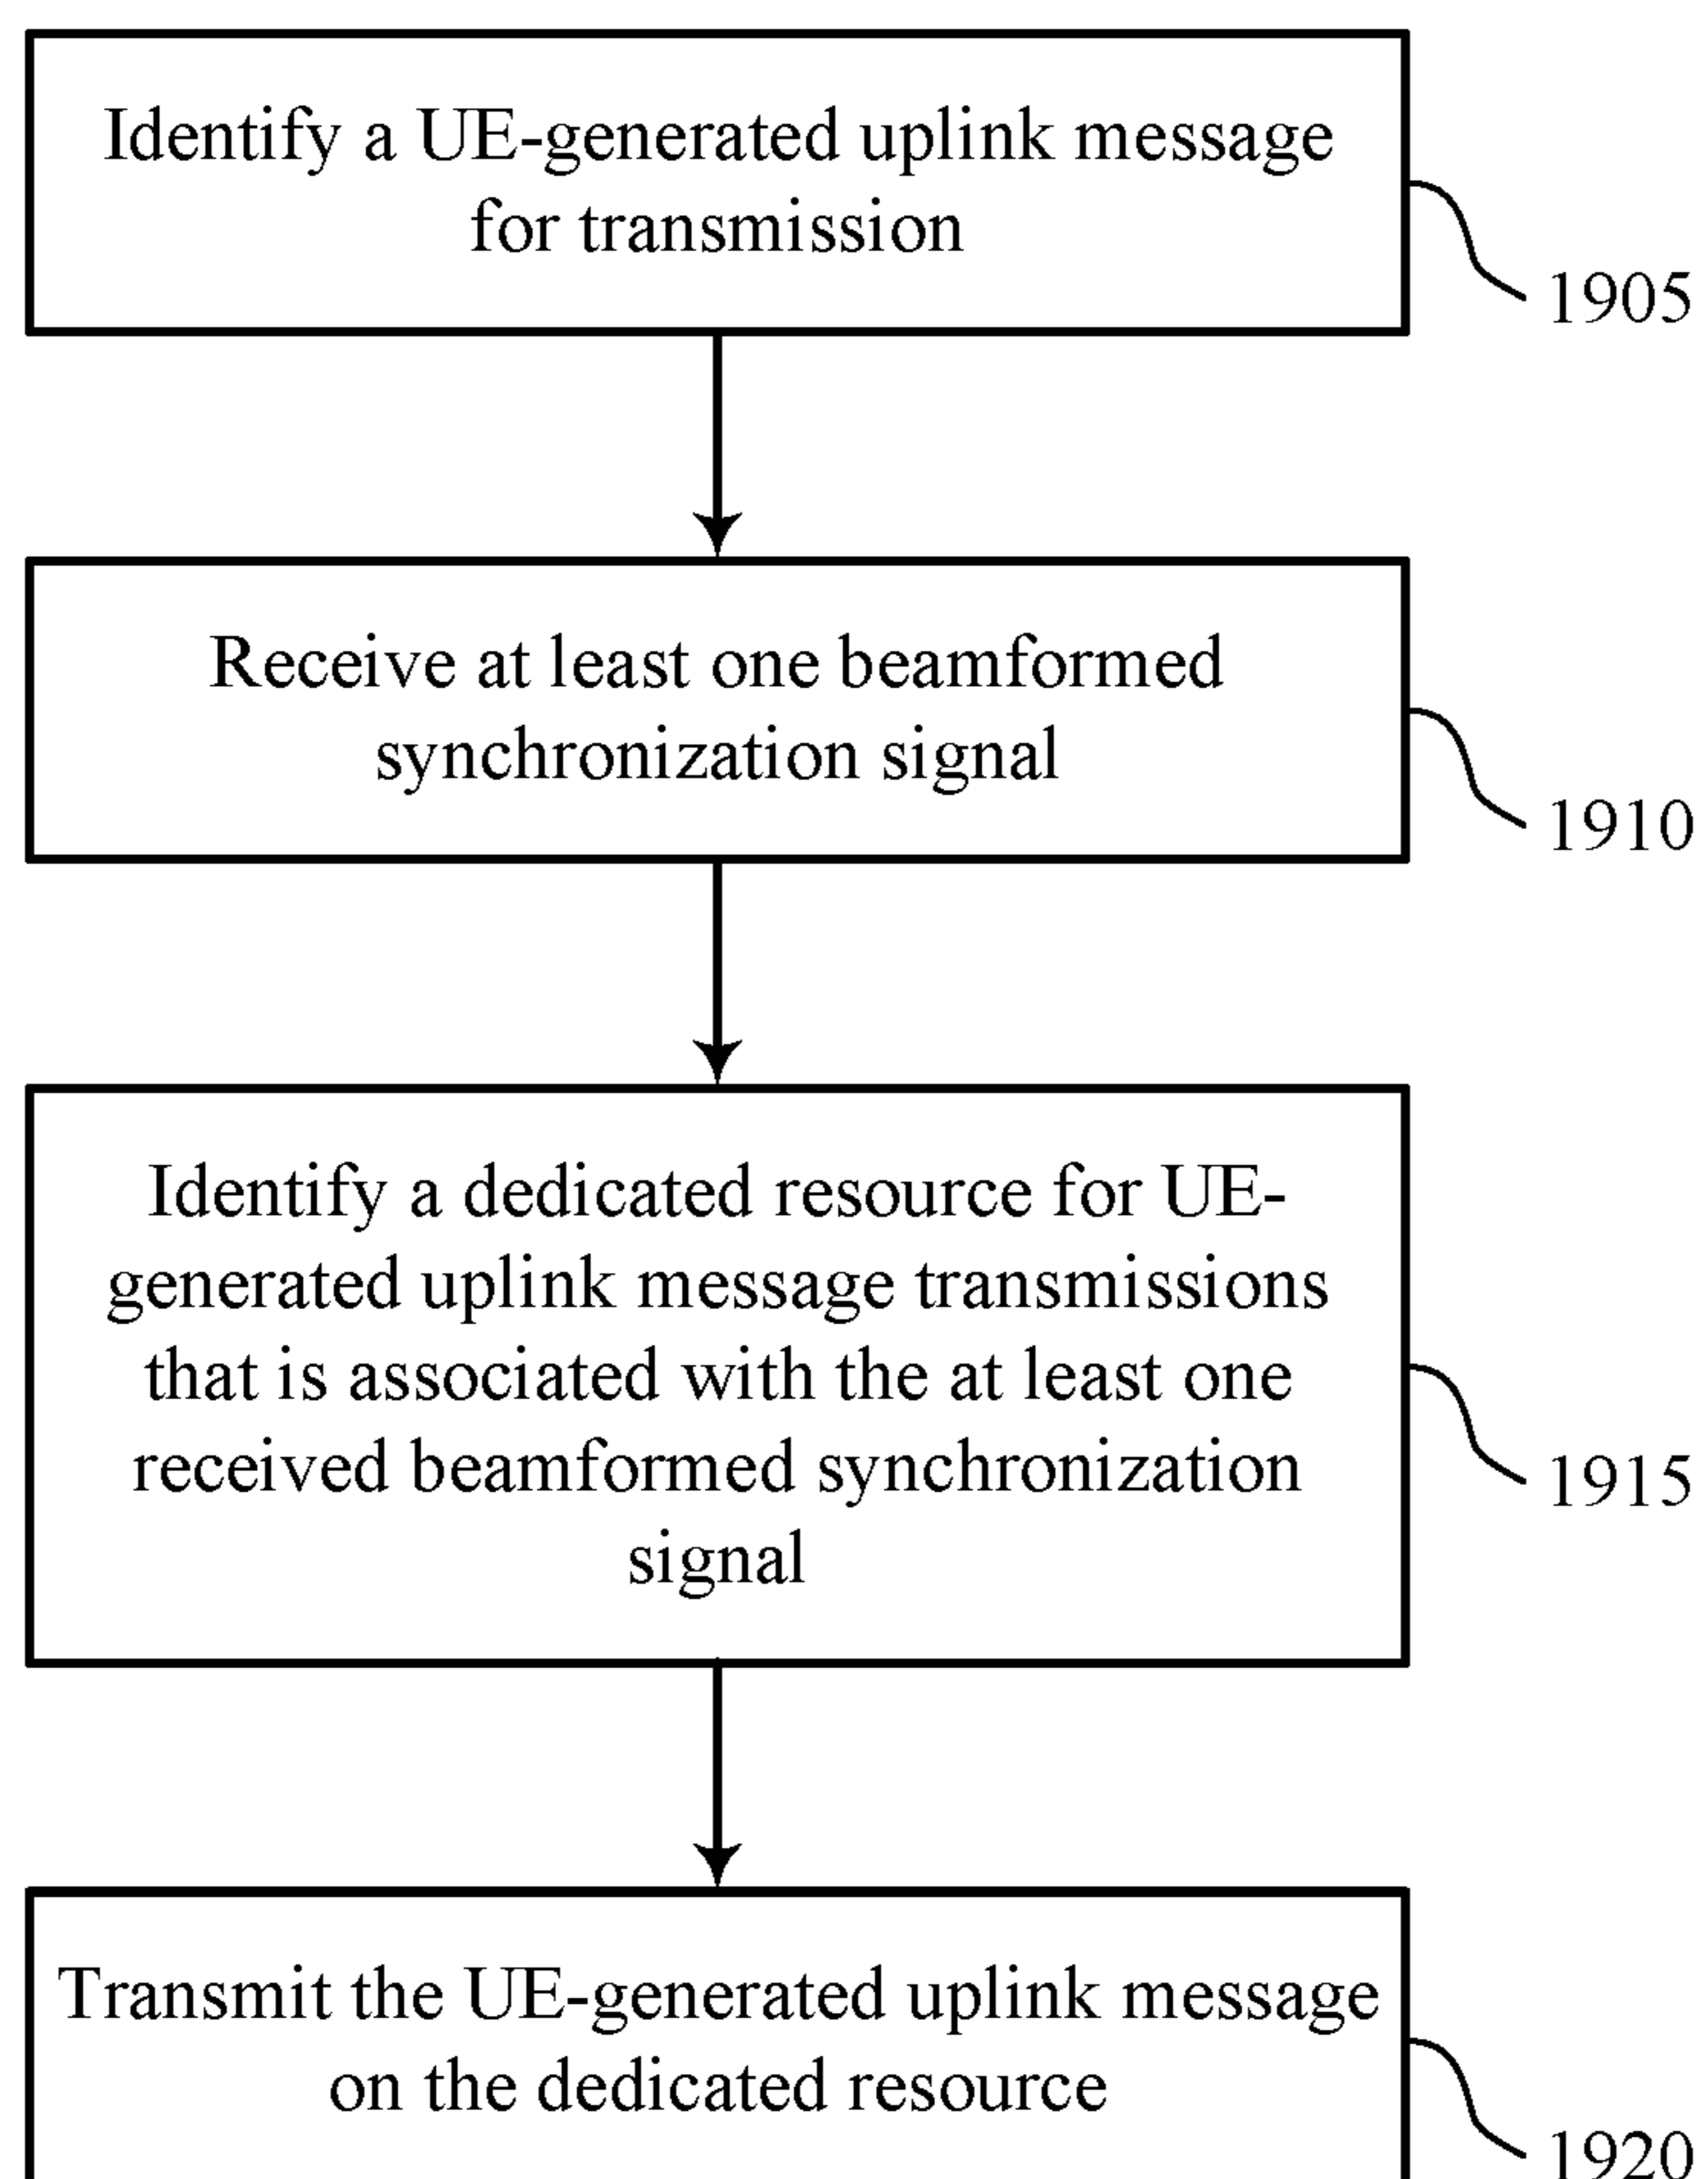 Identify a UE-generated uplink message
for transmission
1905
Receive at least one beamformed
synchronization signal
1910
Identify a dedicated resource for UE-
generated uplink message transmissions
that is associated with the at least one
received beamformed synchronization
signal
1915
Transmit the UE-generated uplink message
on the dedicated resource
1920